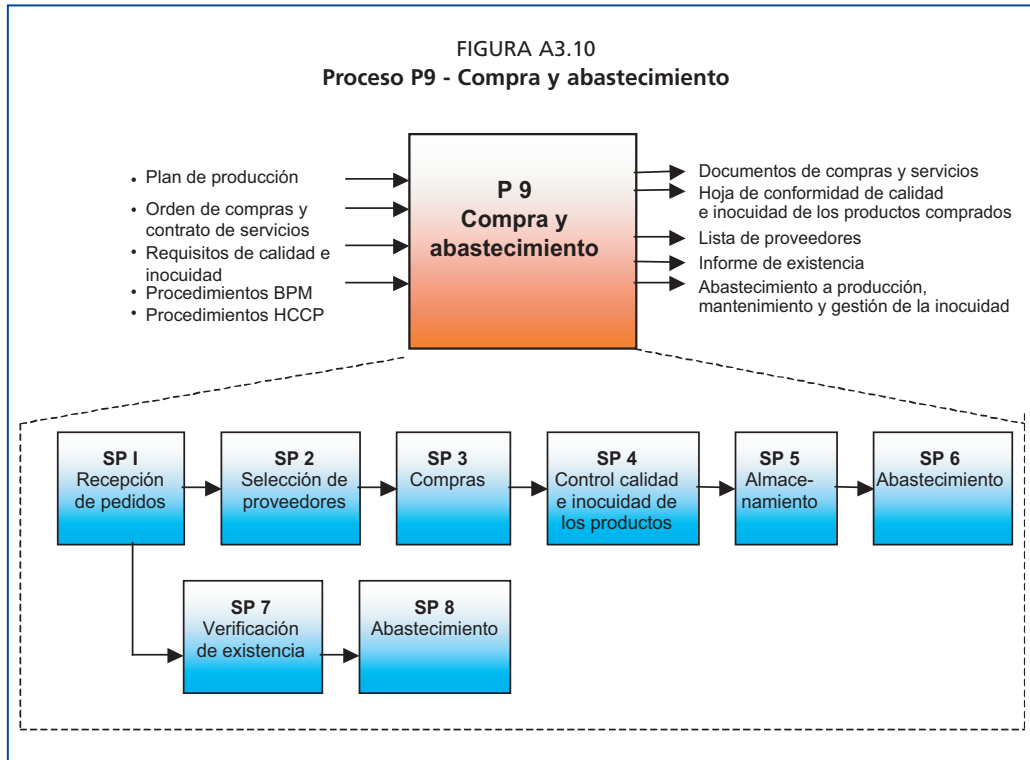 FIGURA A3.10
Proceso P9 - Compra y abastecimiento
• Plan de producción
• Orden de compras y
contrato de servicios
• Requisitos de calidad e
inocuidad
• Procedimientos BPM
• Procedimientos HCCP
P 9
Compra y
abastecimiento
Documentos de compras y servicios
Hoja de conformidad de calidad
e inocuidad de los productos comprados
Lista de proveedores
Informe de existencia
Abastecimiento a producción,
mantenimiento y gestión de la inocuidad
SP I
Recepción
de pedidos
SP 2
Selección de
proveedores
SP 3
Compras
SP 4
Control calidad
e inocuidad de
los productos
SP 5
Almace-
namiento
SP 6
Abastecimiento
SP 7
Verificación
de existencia
SP 8
Abastecimiento